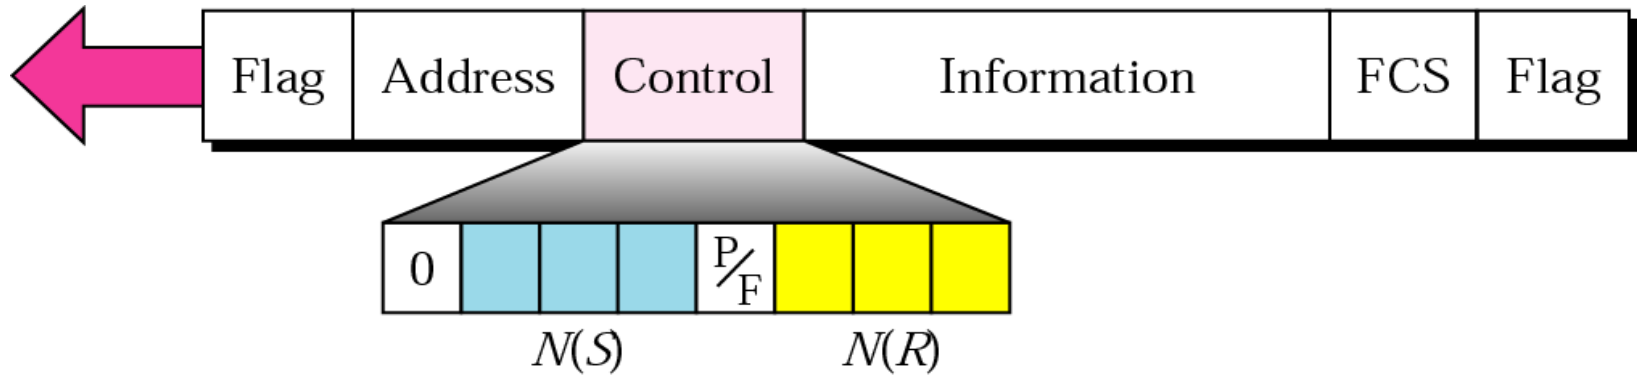 Flag Address Control Information FCS Flag
0 P/F
N(S) N(R)